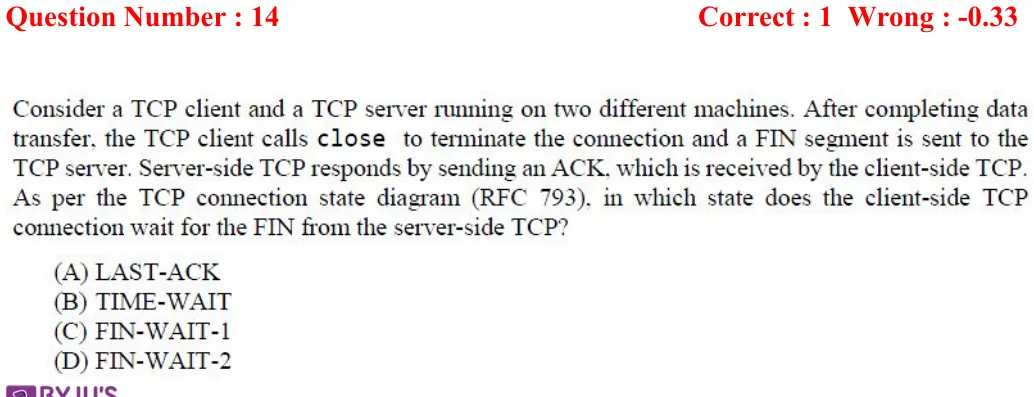 Question Number : 14 Correct : 1 Wrong : -0.33
Consider a TCP client and a TCP server running on two different machines. After completing data
transfer, the TCP client calls close to terminate the connection and a FIN segment is sent to the
TCP server. Server-side TCP responds by sending an ACK, which is received by the client-side TCP.
As per the TCP connection state diagram (RFC 793), in which state does the client-side TCP
connection wait for the FIN from the server-side TCP?
(A) LAST-ACK
(B) TIME-WAIT
(C) FIN-WAIT-1
(D) FIN-WAIT-2
BYJU'S